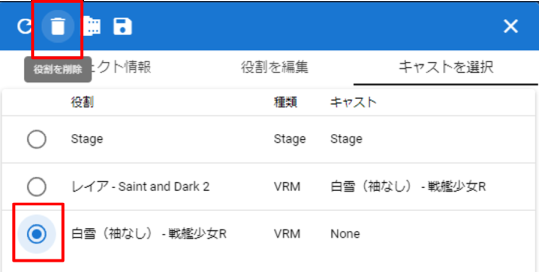 役割を削除
ェクト情報 役割を編集 キャストを選択
役割 種類 キャスト
Stage Stage Stage
レイア - Saint and Dark 2 VRM 白雪（袖なし） - 戦艦少女R
白雪（袖なし） - 戦艦少女R VRM None